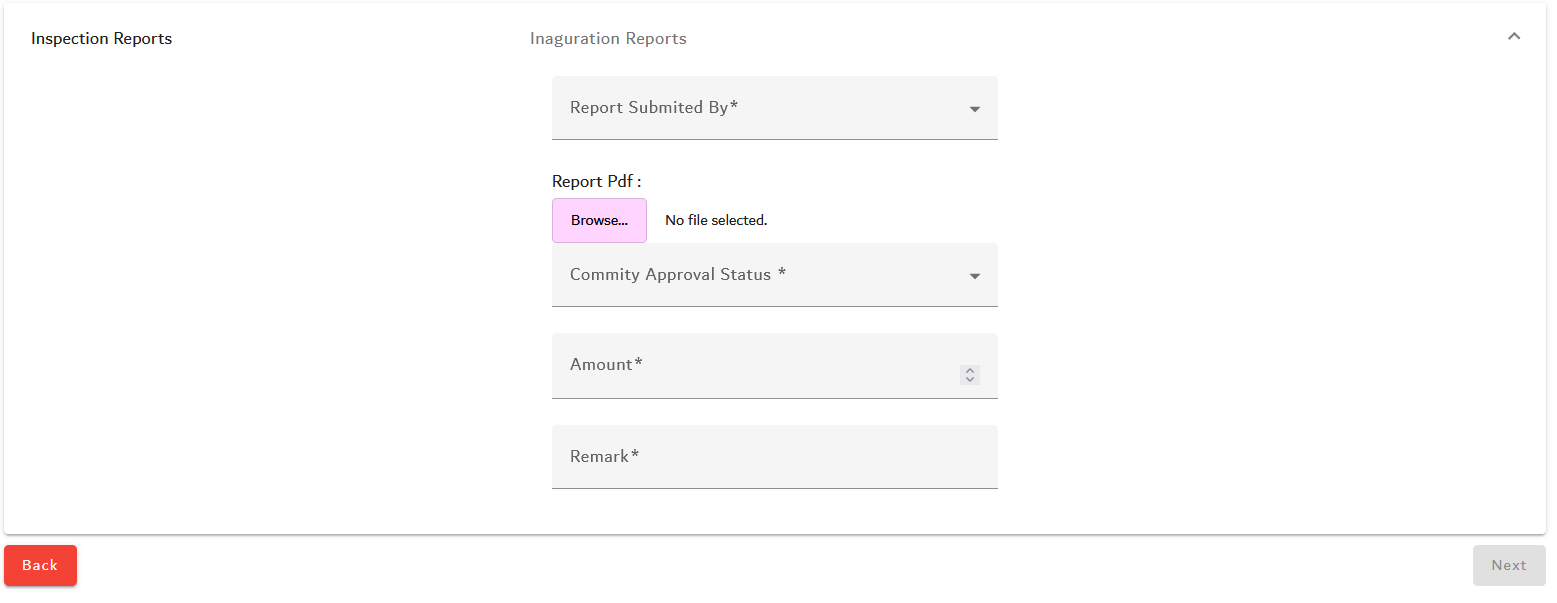 Inspection Reports
Inaguration Reports
Report Submited By*
Report Pdf :
Browse...
No file selected.
Commity Approval Status *
Amount*
Remark*
Back
Next